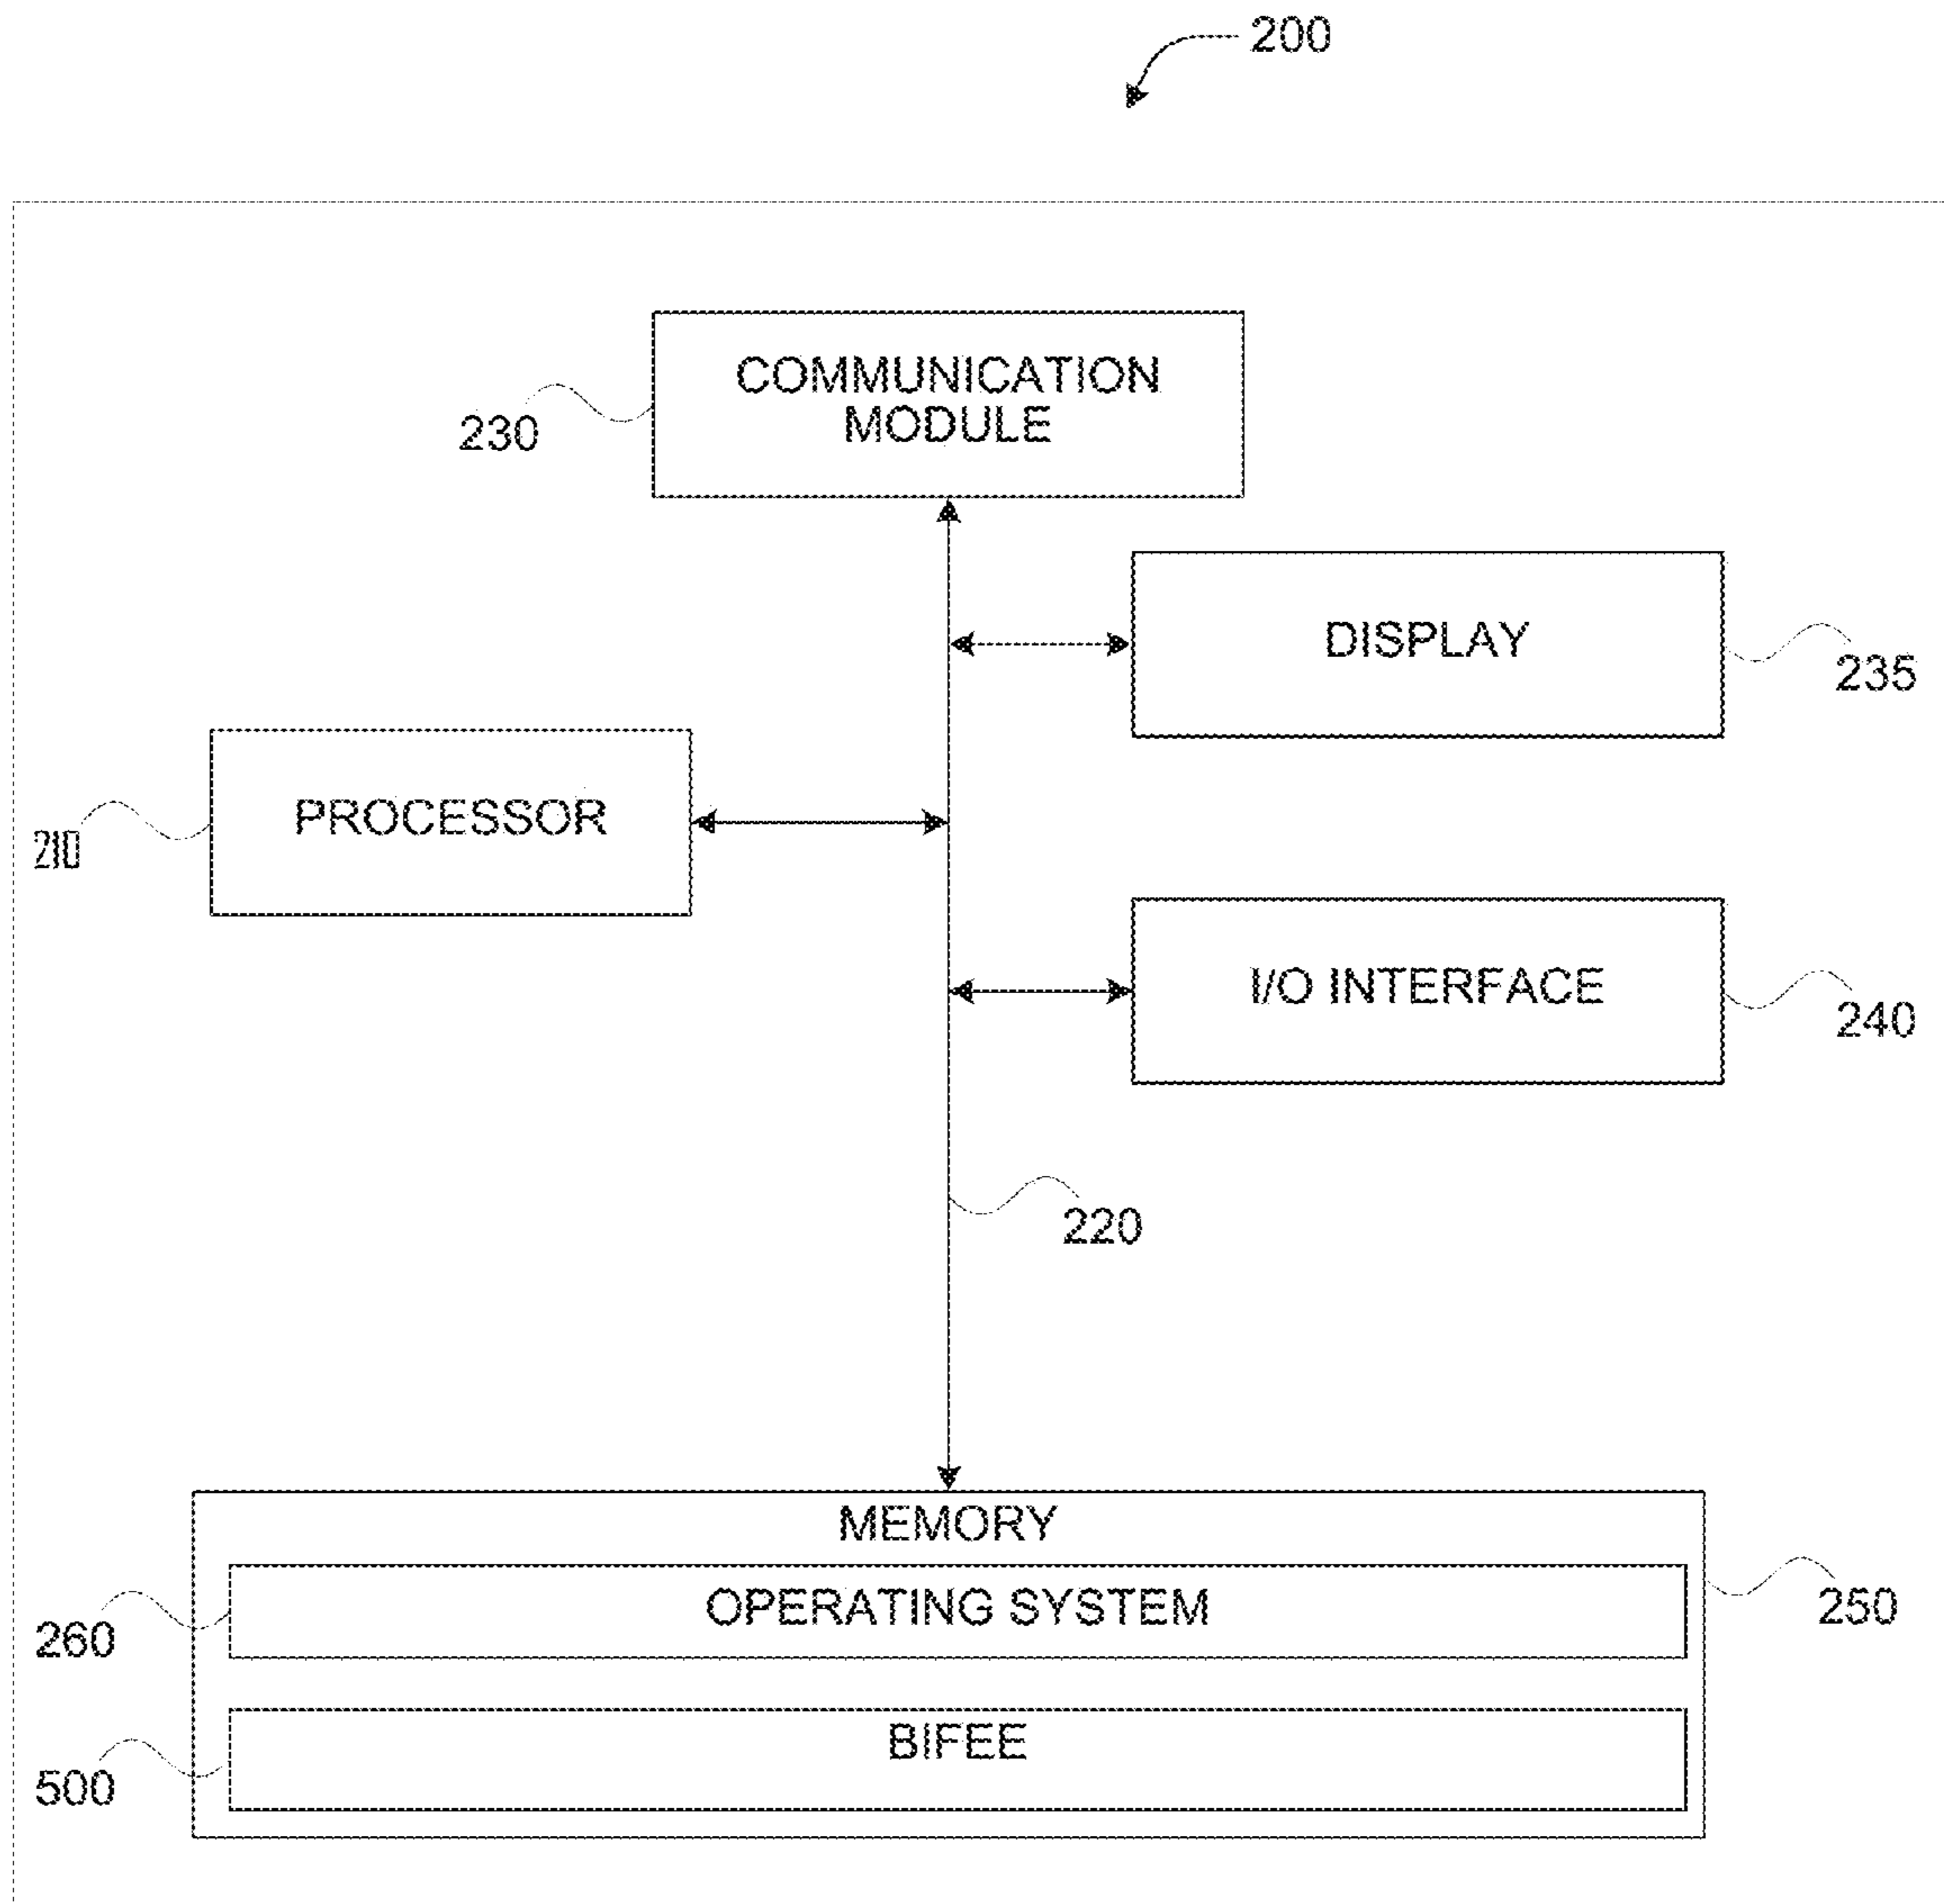 200
COMMUNICATION
MODULE
230
DISPLAY
235
PROCESSOR
210
I/O INTERFACE
240
220
MEMORY
OPERATING SYSTEM
250
260
BIFEE
500